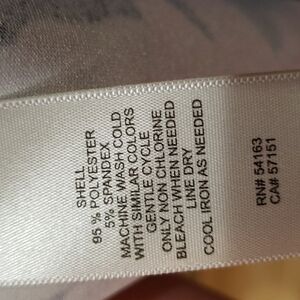 SHELL
95 % POLYESTER
5% SPANDEX
MACHINE WASH COLD
WITH SIMILAR COLORS
GENTLE CYCLE
ONLY NON CHLORINE
BLEACH WHEN NEEDED
LINE DRY
COOL IRON AS NEEDED
RN# 54163
CA# 57151